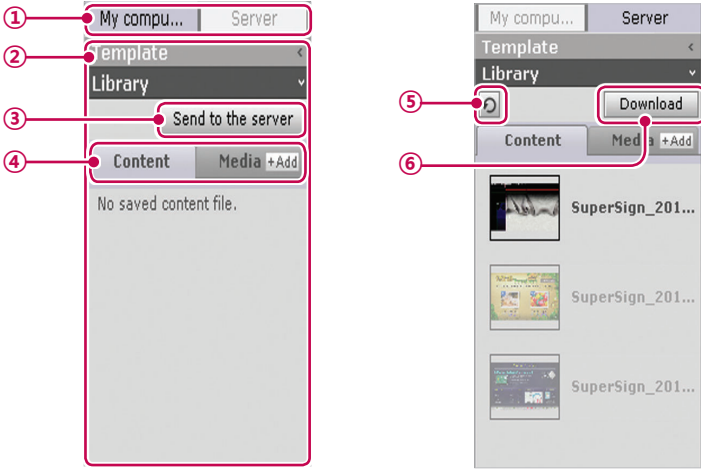 ① My compu... Server
② Template
Library
③ Send to the server
④ Content Media +Add
No saved content file.
My compu... Server
Template
Library
⑤ Download
⑥
Content Media +Add
SuperSign_201...
SuperSign_201...
SuperSign_201...